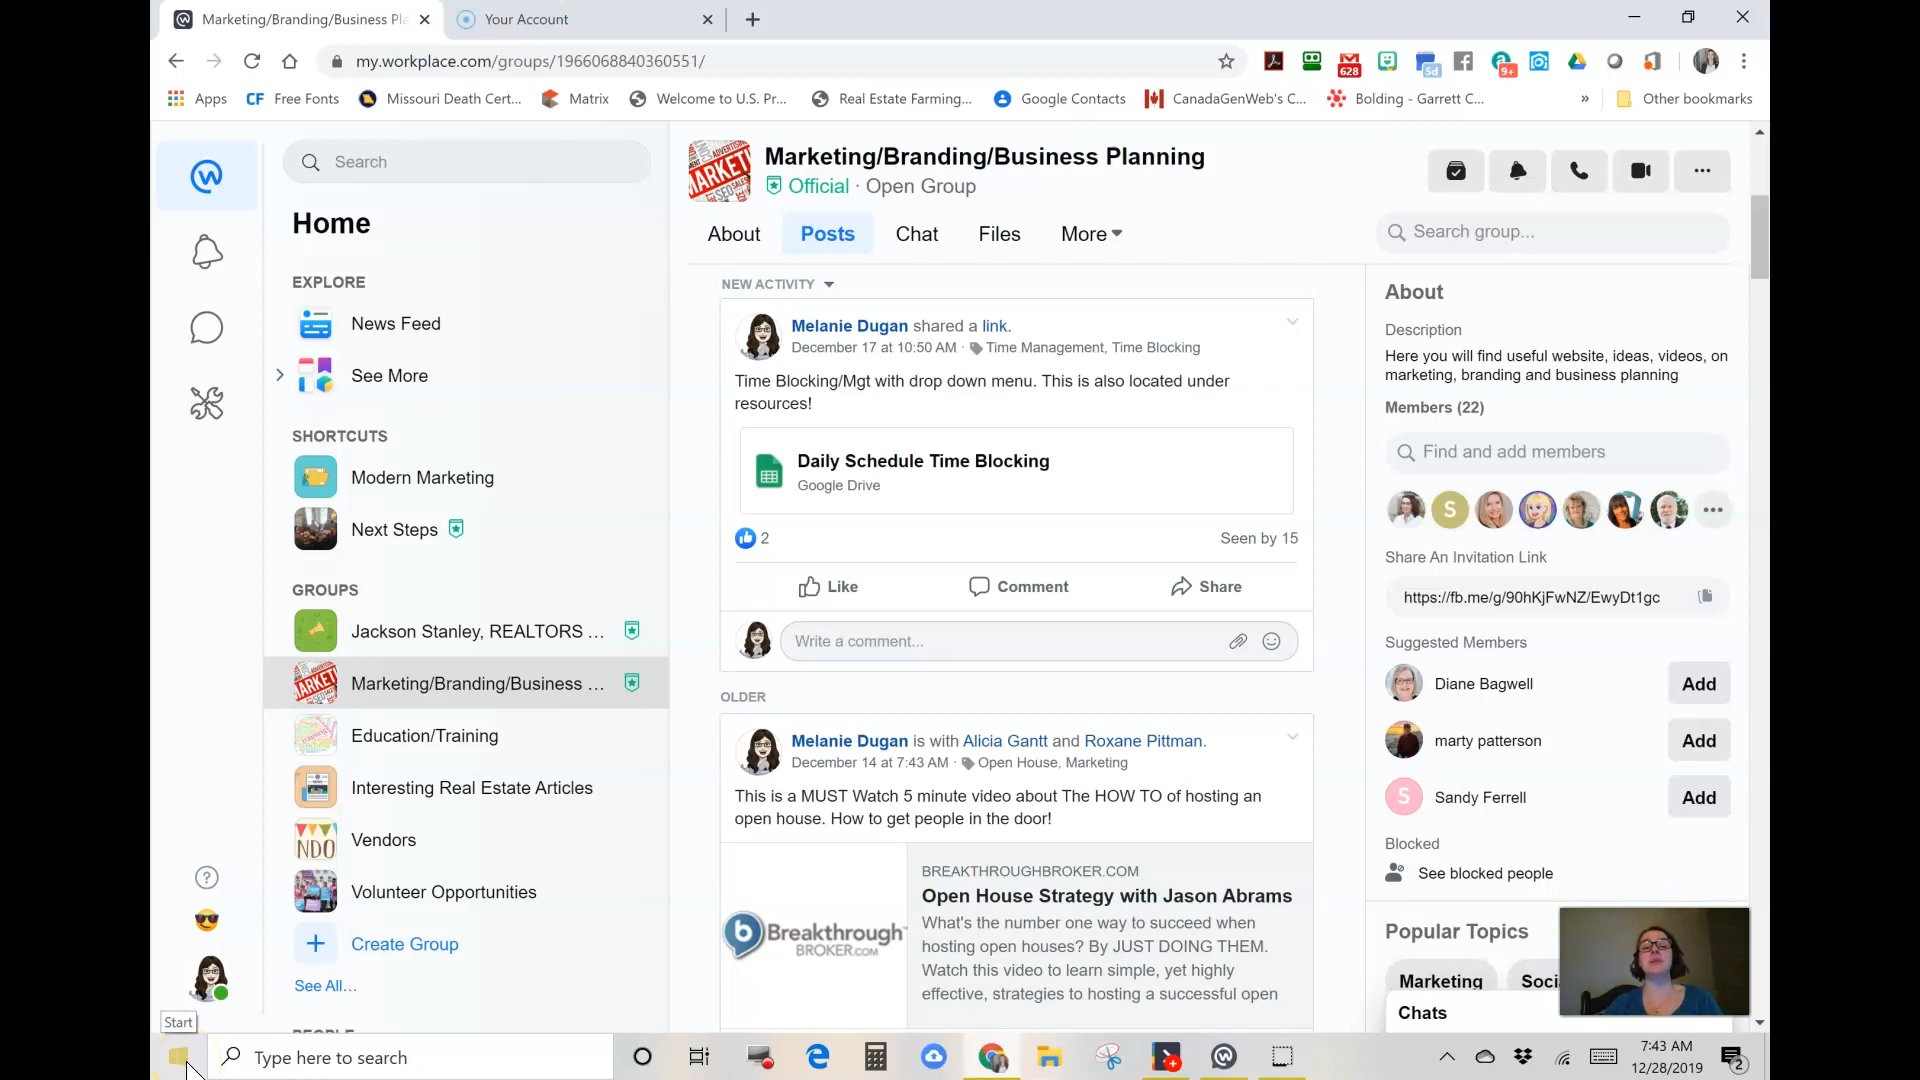 Marketing/Branding/Business Pla
Your Account
my.workplace.com/groups/1966068840360551/
628
5d
9+
Apps
CF Free Fonts
Missouri Death Cert...
Matrix
Welcome to U.S. Pr...
Real Estate Farming...
Google Contacts
CanadaGenWeb's C...
Bolding - Garrett C...
»
Other bookmarks
Search
Home
EXPLORE
News Feed
See More
SHORTCUTS
Modern Marketing
Next Steps
GROUPS
Jackson Stanley, REALTORS ...
Marketing/Branding/Business ...
Education/Training
Interesting Real Estate Articles
Vendors
Volunteer Opportunities
Create Group
See All...
Marketing/Branding/Business Planning
Official · Open Group
About
Posts
Chat
Files
More
Search group...
NEW ACTIVITY
Melanie Dugan shared a link.
December 17 at 10:50 AM · Time Management, Time Blocking
Time Blocking/Mgt with drop down menu. This is also located under
resources!
Daily Schedule Time Blocking
Google Drive
2
Seen by 15
Like
Comment
Share
Write a comment...
OLDER
Melanie Dugan is with Alicia Gantt and Roxane Pittman.
December 14 at 7:43 AM · Open House, Marketing
This is a MUST Watch 5 minute video about The HOW TO of hosting an
open house. How to get people in the door!
Breakthrough
BROKER.COM
BREAKTHROUGHBROKER.COM
Open House Strategy with Jason Abrams
What's the number one way to succeed when
hosting open houses? By JUST DOING THEM.
Watch this video to learn simple, yet highly
effective, strategies to hosting a successful open
About
Description
Here you will find useful website, ideas, videos, on
marketing, branding and business planning
Members (22)
Find and add members
S
Share An Invitation Link
https://fb.me/g/90hKjFwNZ/EwyDt1gc
Suggested Members
Diane Bagwell
Add
marty patterson
Add
S
Sandy Ferrell
Add
Blocked
See blocked people
Popular Topics
Marketing
Soci
Chats
Start
Type here to search
7:43 AM
12/28/2019
2